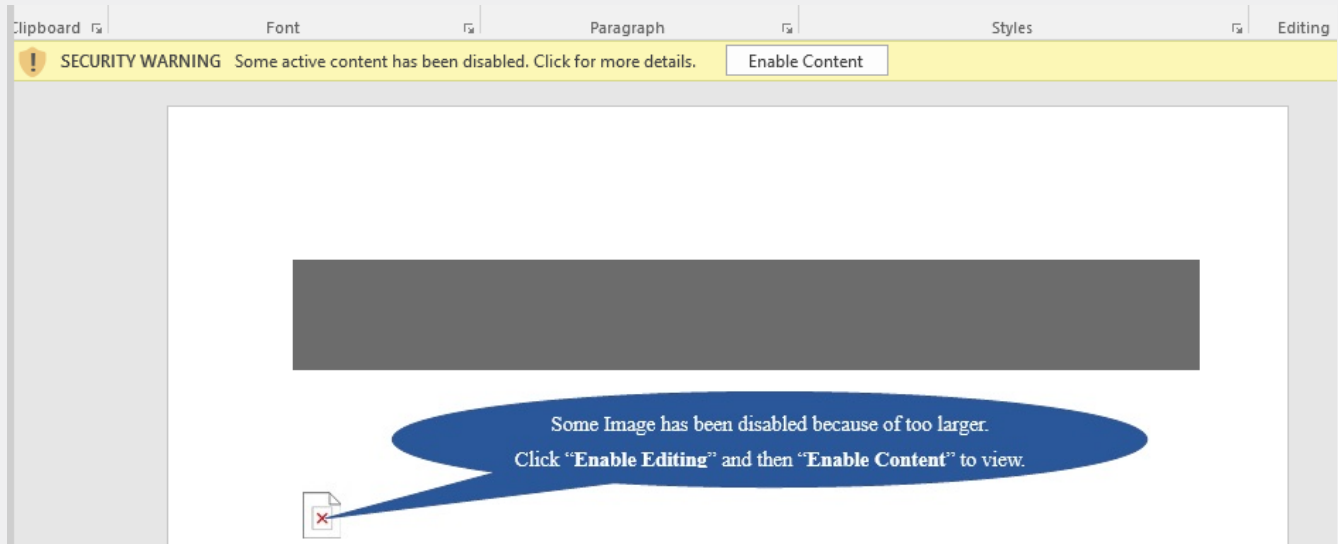 Clipboard Font Paragraph Styles Editing
SECURITY WARNING Some active content has been disabled. Click for more details. Enable Content
Some Image has been disabled because of too larger.
Click “Enable Editing” and then “Enable Content” to view.